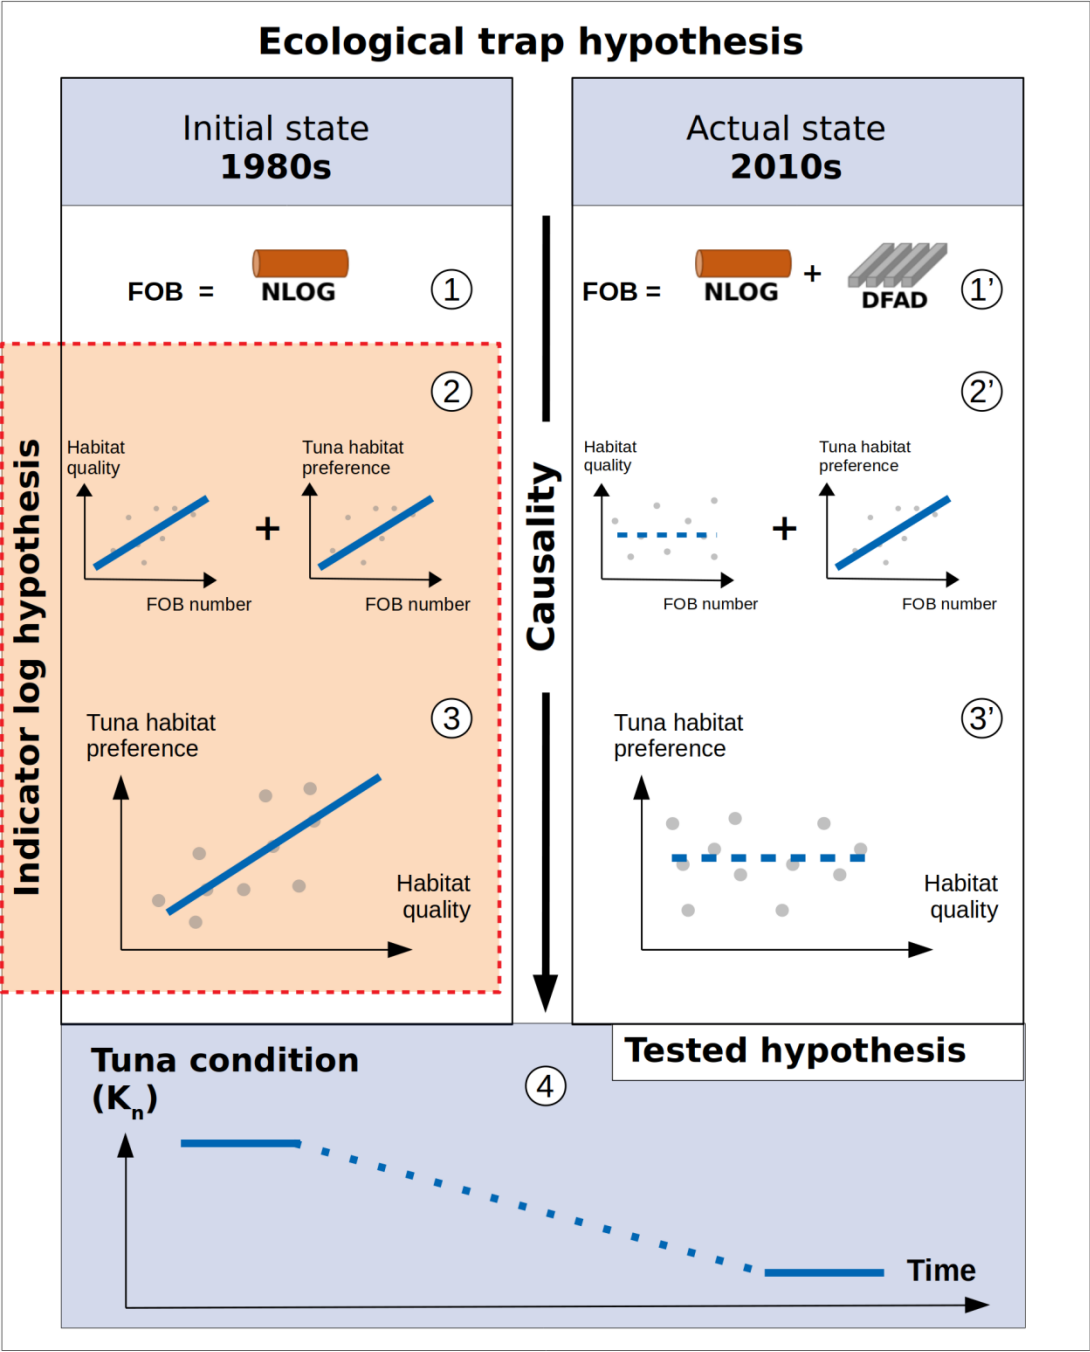 Ecological trap hypothesis
Initial state
1980s
Actual state
2010s
FOB =
NLOG
1
FOB =
NLOG
+
DFAD
1’
Indicator log hypothesis
2
Habitat
quality
FOB number
+
Tuna habitat
preference
FOB number
3
Tuna habitat
preference
Habitat
quality
Causality
2’
Habitat
quality
FOB number
+
Tuna habitat
preference
FOB number
3’
Tuna habitat
preference
Habitat
quality
Tested hypothesis
Tuna condition
(Kn)
4
Time